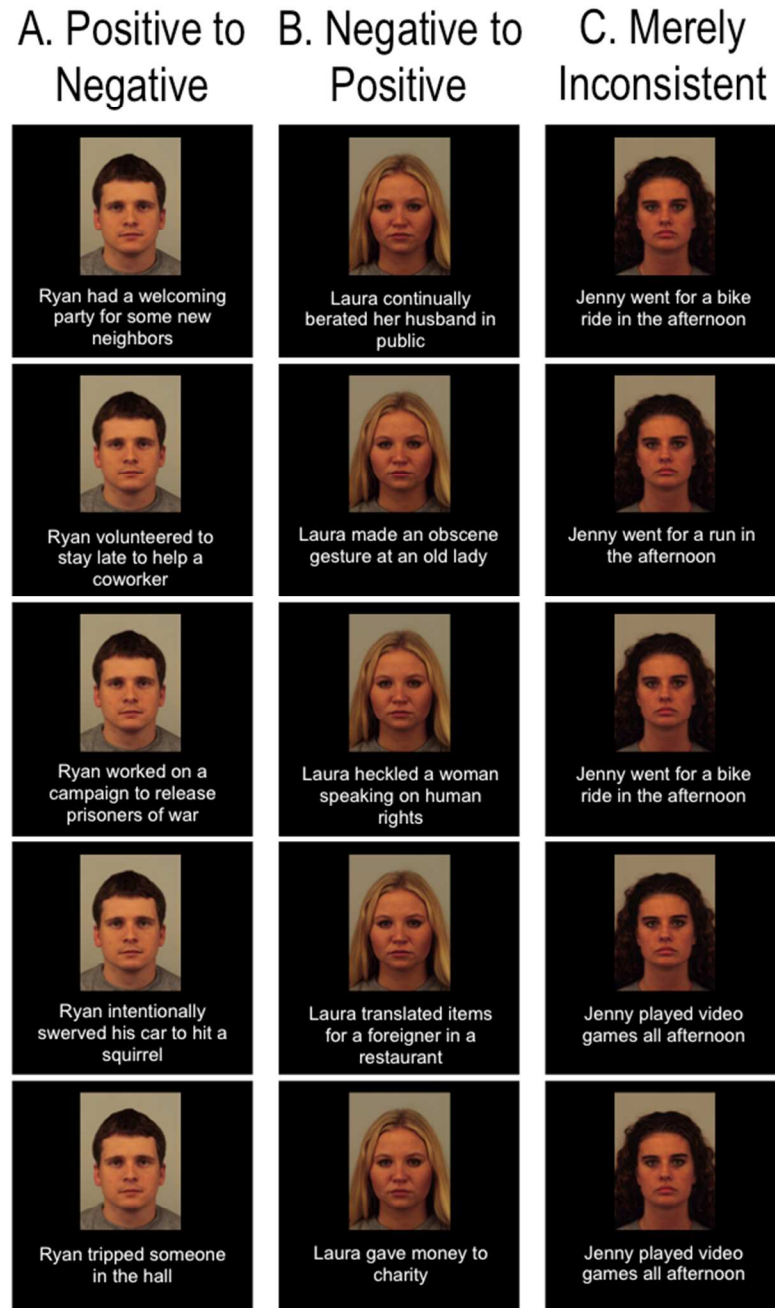 A. Positive to
Negative
B. Negative to
Positive
C. Merely
Inconsistent
Ryan had a welcoming
party for some new
neighbors
Laura continually
berated her husband in
public
Jenny went for a bike
ride in the afternoon
Ryan volunteered to
stay late to help a
coworker
Laura made an obscene
gesture at an old lady
Jenny went for a run in
the afternoon
Ryan worked on a
campaign to release
prisoners of war
Laura heckled a woman
speaking on human
rights
Jenny went for a bike
ride in the afternoon
Ryan intentionally
swerved his car to hit a
squirrel
Laura translated items
for a foreigner in a
restaurant
Jenny played video
games all afternoon
Ryan tripped someone
in the hall
Laura gave money to
charity
Jenny played video
games all afternoon